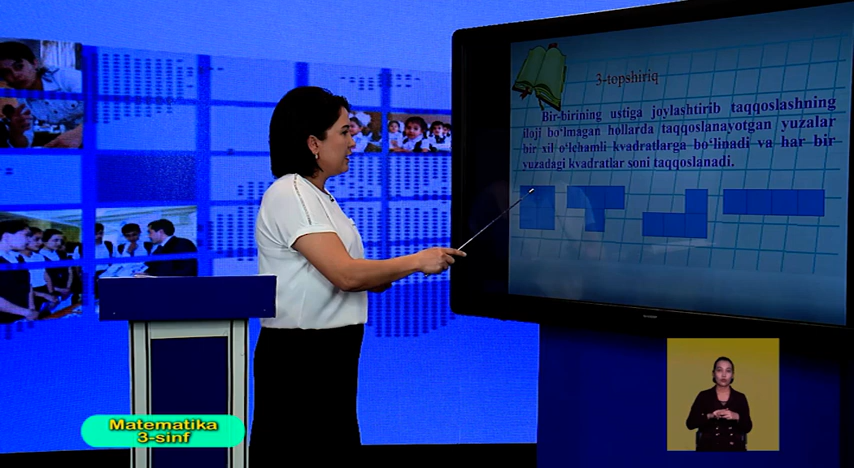 3-topshiriq
Bir-birining ustiga joylashtirib taqqoslashning
iloji bo‘lmagan hollarda taqqoslanayotgan yuzalar
bir xil o‘lchamli kvadratlarga bo‘linadi va har bir
yuzadagi kvadratlar soni taqqoslanadi.
Matematika
3-sinf